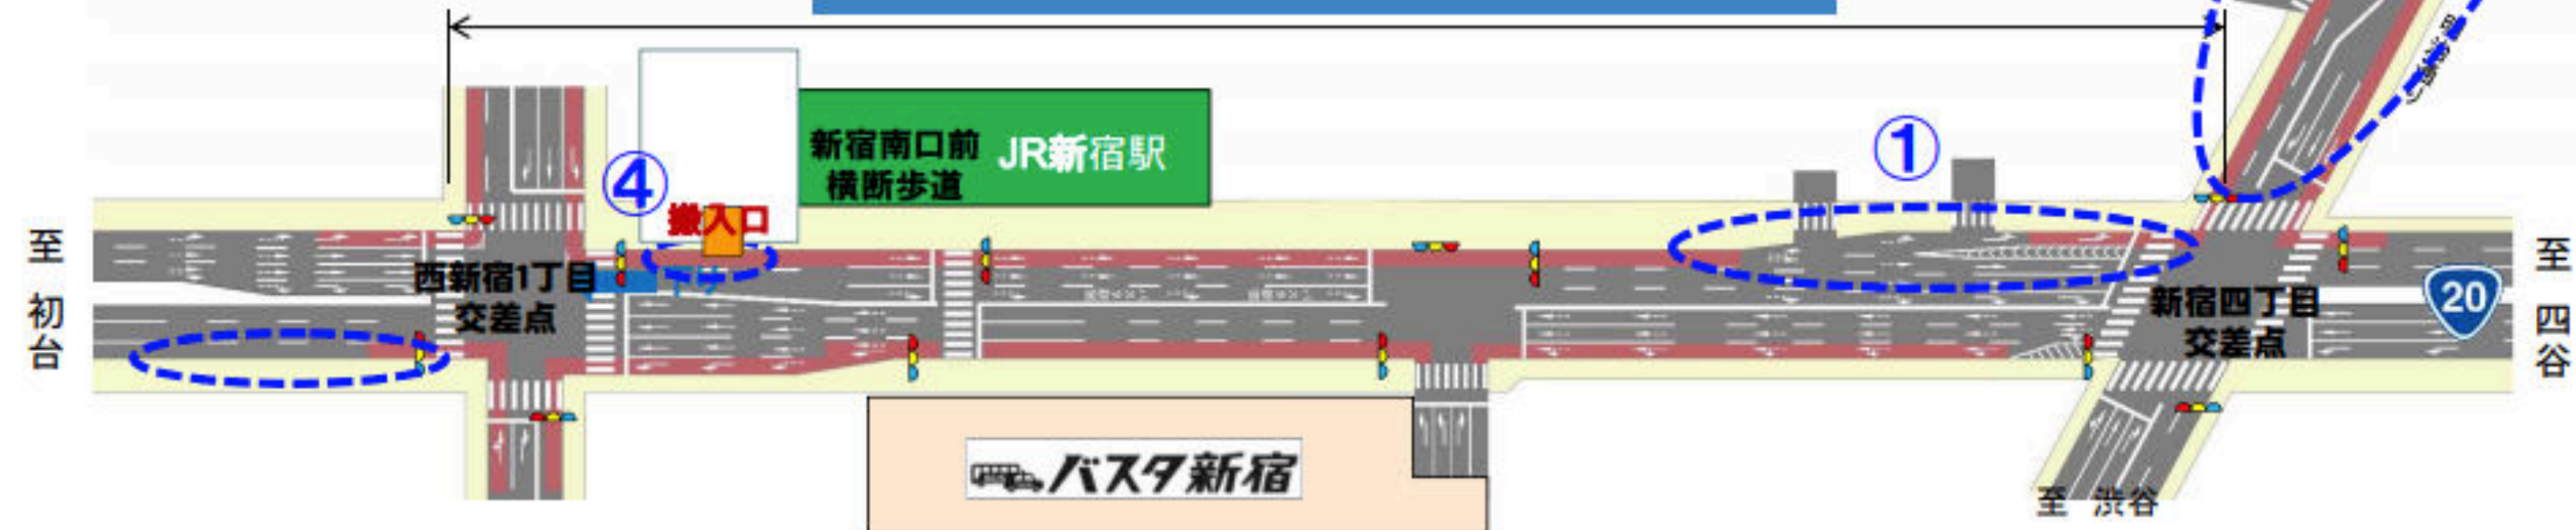 ①
④
新宿南口前
横断歩道
JR新宿駅
搬入口
至
初
台
西新宿1丁目
交差点
新宿四丁目
交差点
20
至
四
谷
バスタ新宿
至 渋谷